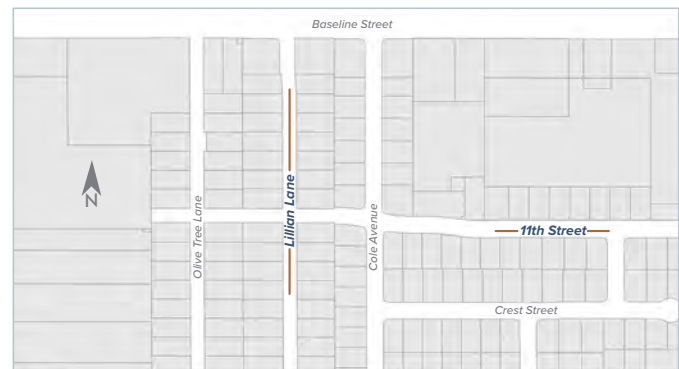 Baseline Street
N
Olive Tree Lane
Lillian Lane
Cole Avenue
11th Street
Crest Street